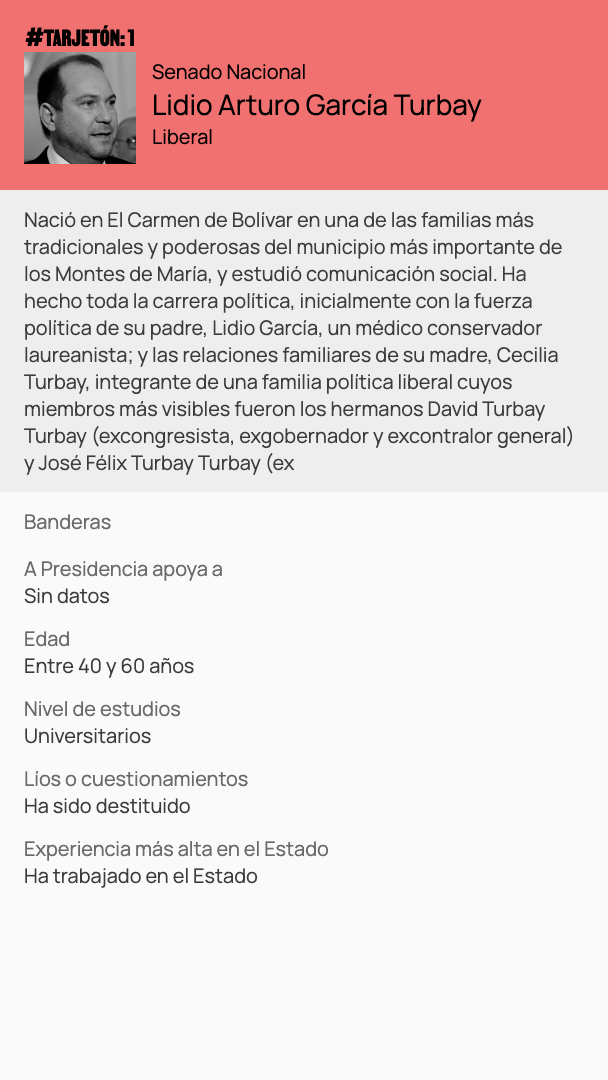 #TARJETÓN: 1
Senado Nacional
Lidio Arturo García Turbay
Liberal
Nació en El Carmen de Bolívar en una de las familias más
tradicionales y poderosas del municipio más importante de
los Montes de María, y estudió comunicación social. Ha
hecho toda la carrera política, inicialmente con la fuerza
política de su padre, Lidio García, un médico conservador
laureanista; y las relaciones familiares de su madre, Cecilia
Turbay, integrante de una familia política liberal cuyos
miembros más visibles fueron los hermanos David Turbay
Turbay (excongresista, exgobernador y excontralor general)
y José Félix Turbay Turbay (ex
Banderas
A Presidencia apoya a
Sin datos
Edad
Entre 40 y 60 años
Nivel de estudios
Universitarios
Líos o cuestionamientos
Ha sido destituido
Experiencia más alta en el Estado
Ha trabajado en el Estado